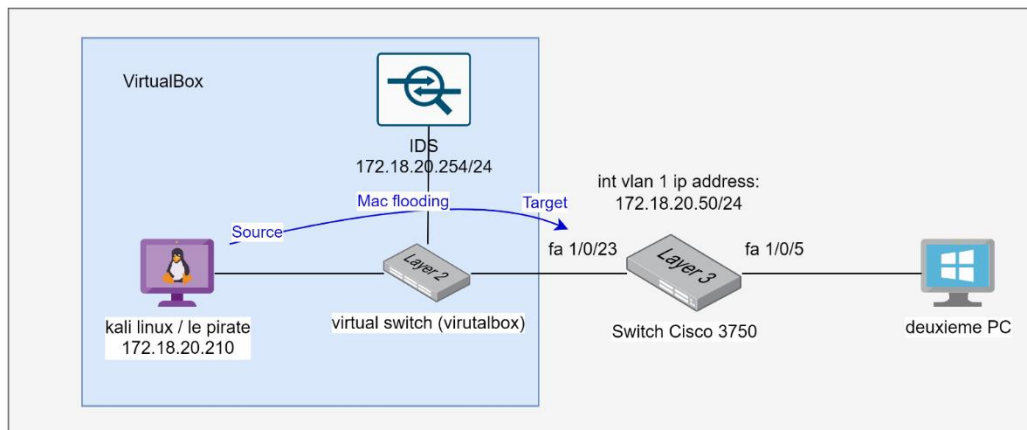 VirtualBox
IDS
172.18.20.254/24
int vlan 1 ip address:
172.18.20.50/24
Mac flooding
Source
Target
fa 1/0/23
fa 1/0/5
Layer 2
Layer 3
kali linux / le pirate
172.18.20.210
virtual switch (virutalbox)
Switch Cisco 3750
deuxieme PC